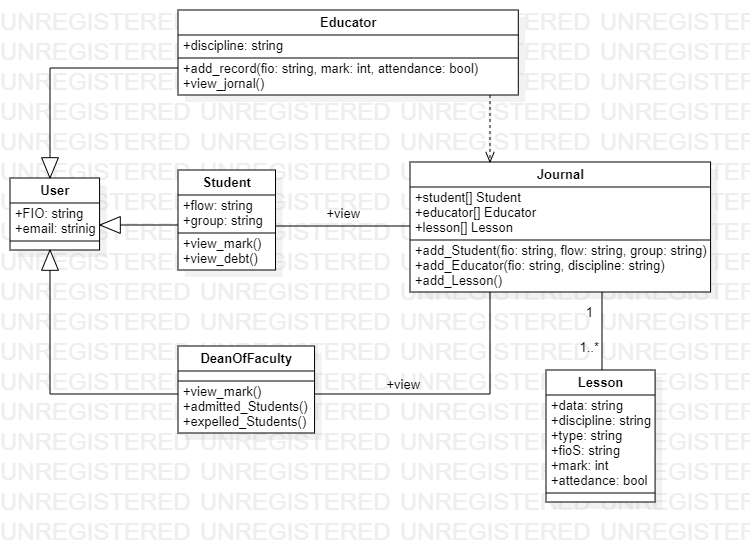 Educator
+discipline: string
+add_record(fio: string, mark: int, attendance: bool)
+view_jornal()
User
+FIO: string
+email: strinig
Student
+flow: string
+group: string
+view_mark()
+view_debt()
+view
Journal
+student[] Student
+educator[] Educator
+lesson[] Lesson
+add_Student(fio: string, flow: string, group: string)
+add_Educator(fio: string, discipline: string)
+add_Lesson()
1
1..*
DeanOfFaculty
+view_mark()
+admitted_Students()
+expelled_Students()
+view
Lesson
+data: string
+discipline: string
+type: string
+fioS: string
+mark: int
+attedance: bool
UNREGISTERED UNREGISTERED UNREGISTERED UNREGISTERED